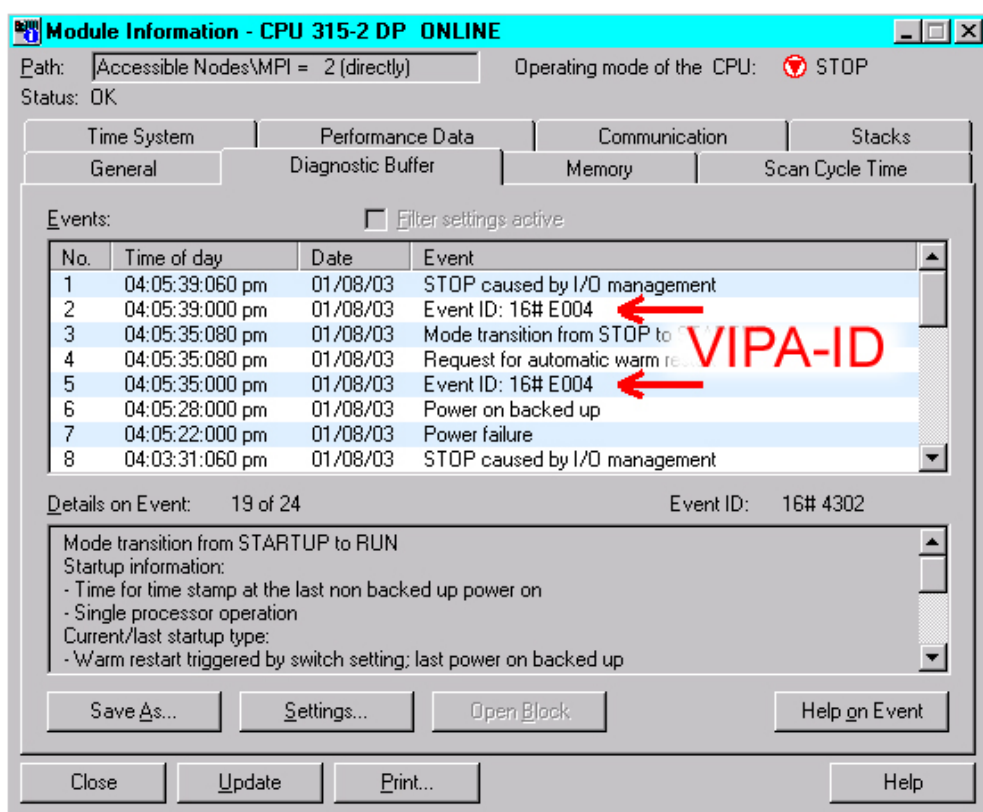 Module Information - CPU 315-2 DP ONLINE
Path: Accessible Nodes\MPI = 2 (directly) Operating mode of the CPU: STOP
Status: OK
Time System Performance Data Communication Stacks
General Diagnostic Buffer Memory Scan Cycle Time
Events: Filter settings active
No. Time of day Date Event
1 04:05:39:060 pm 01/08/03 STOP caused by I/O management
2 04:05:39:000 pm 01/08/03 Event ID: 16# E004
3 04:05:35:080 pm 01/08/03 Mode transition from STOP to
4 04:05:35:080 pm 01/08/03 Request for automatic warm
VIPA-ID
5 04:05:35:000 pm 01/08/03 Event ID: 16# E004
6 04:05:28:000 pm 01/08/03 Power on backed up
7 04:05:22:000 pm 01/08/03 Power failure
8 04:03:31:060 pm 01/08/03 STOP caused by I/O management
Details on Event: 19 of 24 Event ID: 16# 4302
Mode transition from STARTUP to RUN
Startup information:
- Time for time stamp at the last non backed up power on
- Single processor operation
Current/last startup type:
- Warm restart triggered by switch setting; last power on backed up
Save As... Settings... Open Block Help on Event
Close Update Print... Help